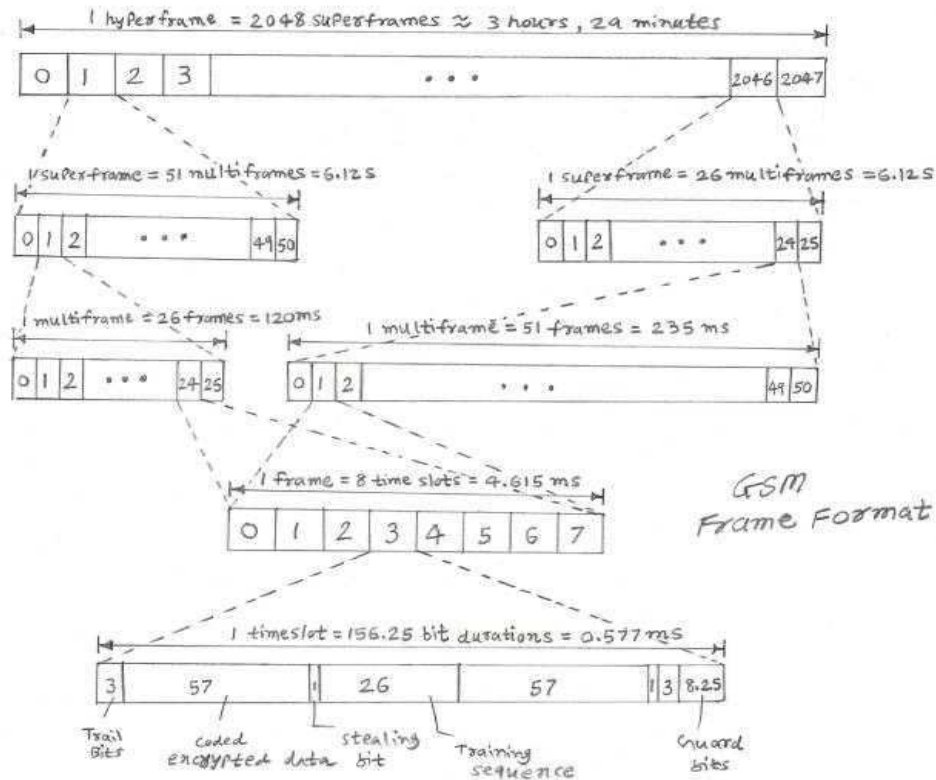 1 hyperframe = 2048 superframes ≈ 3 hours, 29 minutes
0 1 2 3 ... 2046 2047
1 superframe = 51 multiframes = 6.12 s
1 superframe = 26 multiframes = 6.12 s
0 1 2 ... 49 50
0 1 2 ... 24 25
1 multiframe = 26 frames = 120 ms
1 multiframe = 51 frames = 235 ms
0 1 2 ... 24 25
0 1 2 ... 49 50
1 frame = 8 time slots = 4.615 ms
GSM
Frame Format
0 1 2 3 4 5 6 7
1 timeslot = 156.25 bit durations = 0.577 ms
3 57 1 26 57 1 3 8.25
Trail
Bits
coded
encrypted data
stealing
bit
Training
sequence
Guard
bits